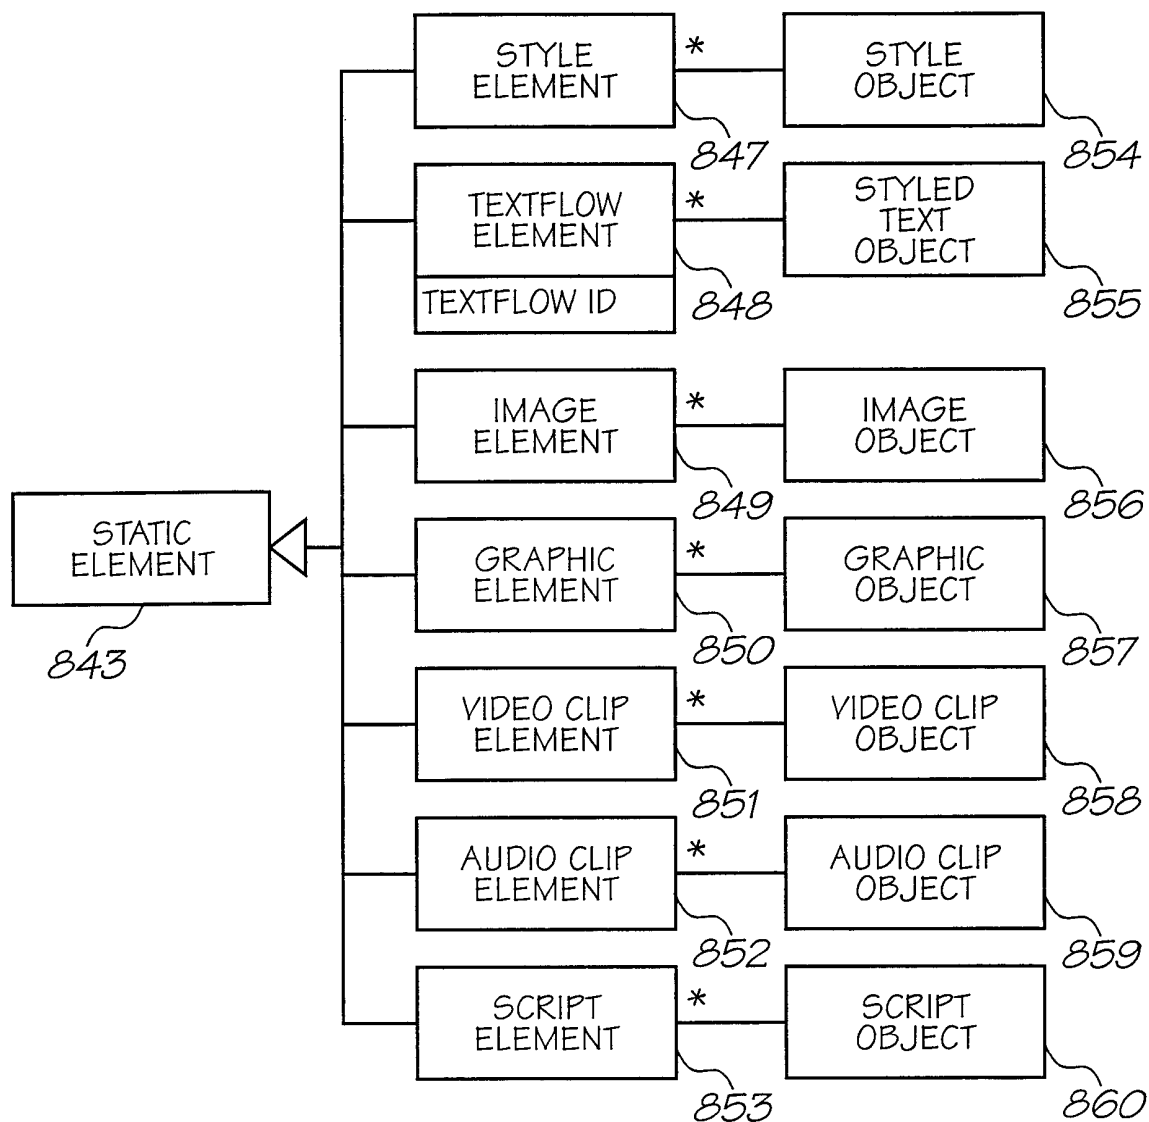 STYLE
ELEMENT
*
STYLE
OBJECT
847
854
TEXTFLOW
ELEMENT
TEXTFLOW ID
*
STYLED
TEXT
OBJECT
848
855
IMAGE
ELEMENT
*
IMAGE
OBJECT
849
856
STATIC
ELEMENT
843
GRAPHIC
ELEMENT
*
GRAPHIC
OBJECT
850
857
VIDEO CLIP
ELEMENT
*
VIDEO CLIP
OBJECT
851
858
AUDIO CLIP
ELEMENT
*
AUDIO CLIP
OBJECT
852
859
SCRIPT
ELEMENT
*
SCRIPT
OBJECT
853
860